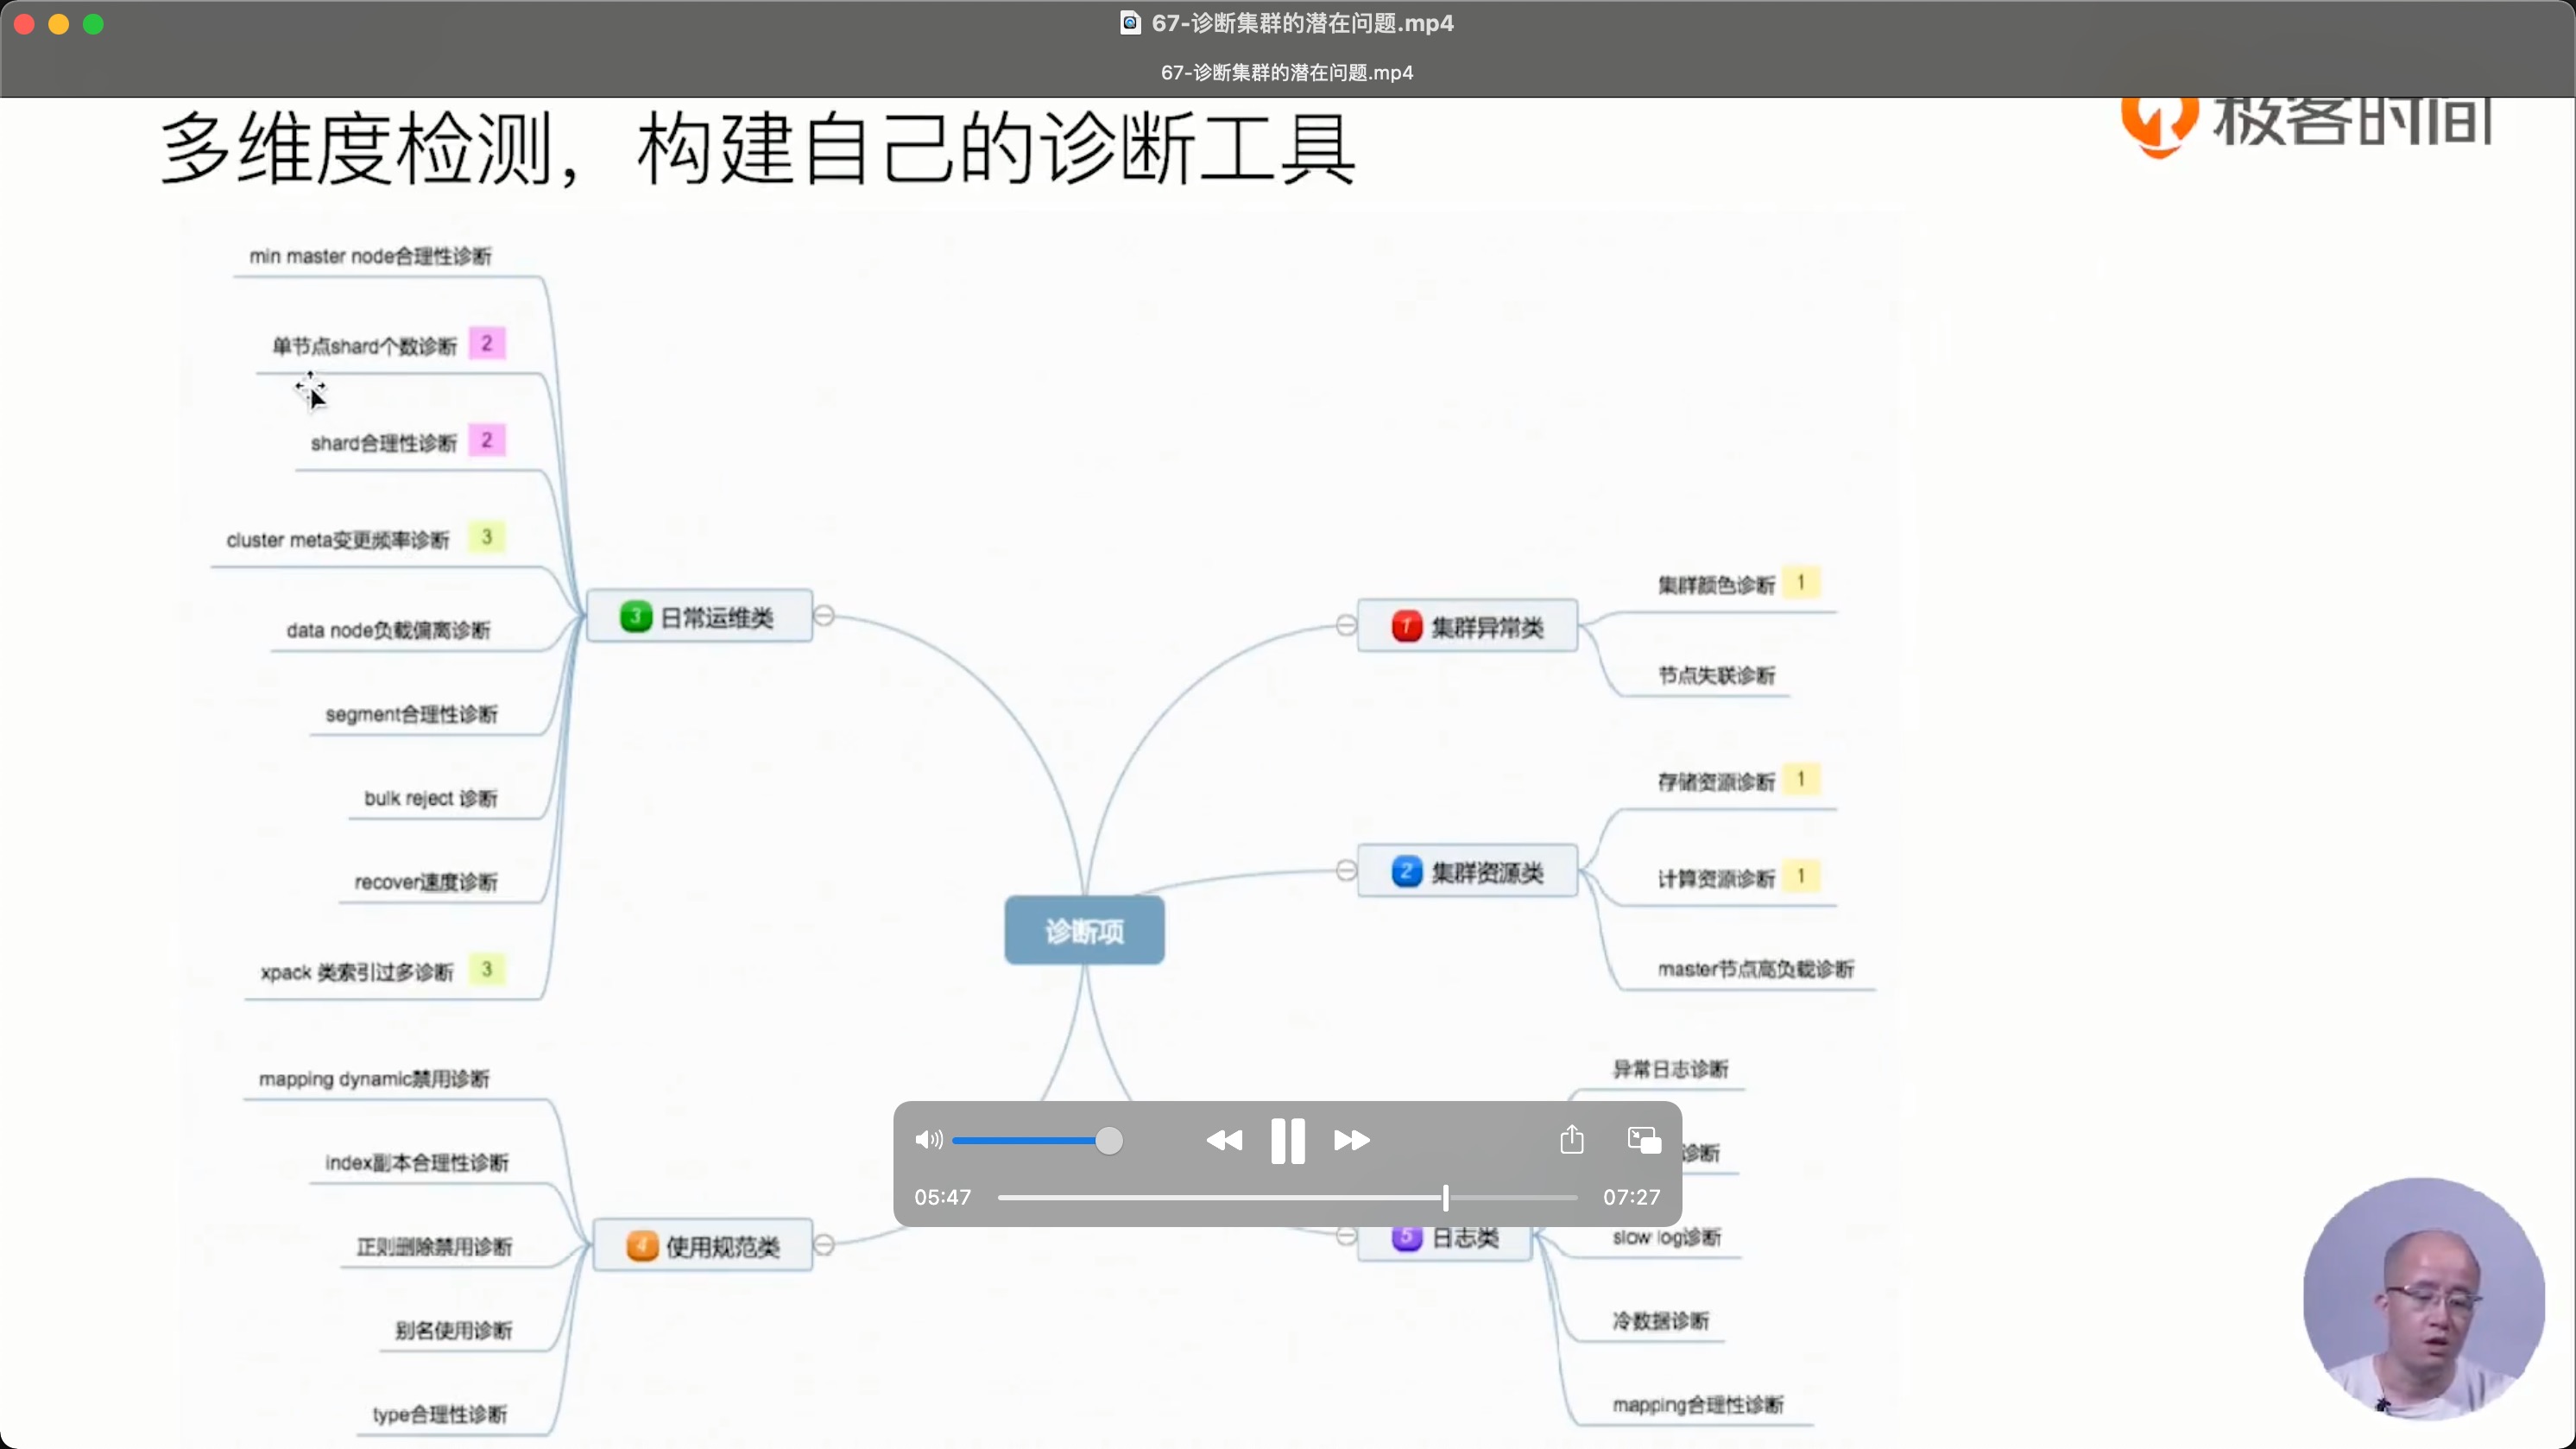 67-诊断集群的潜在问题.mp4
67-诊断集群的潜在问题.mp4
多维度检测，构建自己的诊断工具
极客时间
min master node合理性诊断
单节点shard个数诊断 2
shard合理性诊断 2
cluster meta变更频率诊断 3
data node负载偏离诊断
segment合理性诊断
bulk reject 诊断
recover速度诊断
xpack 类索引过多诊断 3
3 日常运维类
mapping dynamic禁用诊断
index副本合理性诊断
正则删除禁用诊断
别名使用诊断
type合理性诊断
4 使用规范类
诊断项
1 集群异常类
集群颜色诊断 1
节点失联诊断
2 集群资源类
存储资源诊断 1
计算资源诊断 1
master节点高负载诊断
5 日志类
异常日志诊断
诊断
slow log诊断
冷数据诊断
mapping合理性诊断
05:47
07:27